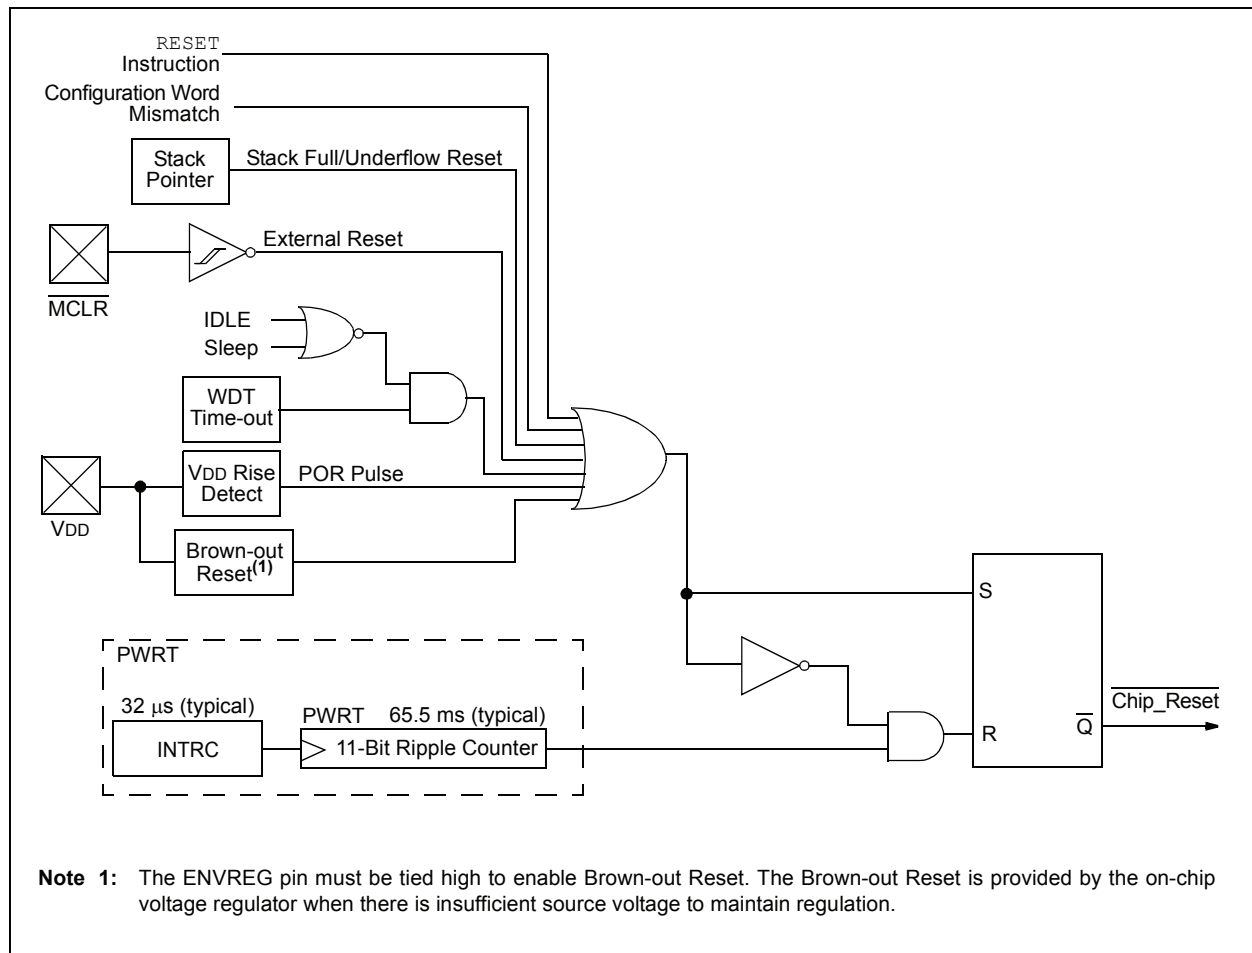 RESET
Instruction
Configuration Word
Mismatch
Stack
Pointer
Stack Full/Underflow Reset
External Reset
MCLR
IDLE
Sleep
WDT
Time-out
VDD Rise
Detect
POR Pulse
VDD
Brown-out
Reset(1)
S
PWRT
32 μs (typical)
PWRT 65.5 ms (typical)
INTRC
11-Bit Ripple Counter
R
Q
Chip_Reset
Note 1: The ENVREG pin must be tied high to enable Brown-out Reset. The Brown-out Reset is provided by the on-chip
voltage regulator when there is insufficient source voltage to maintain regulation.